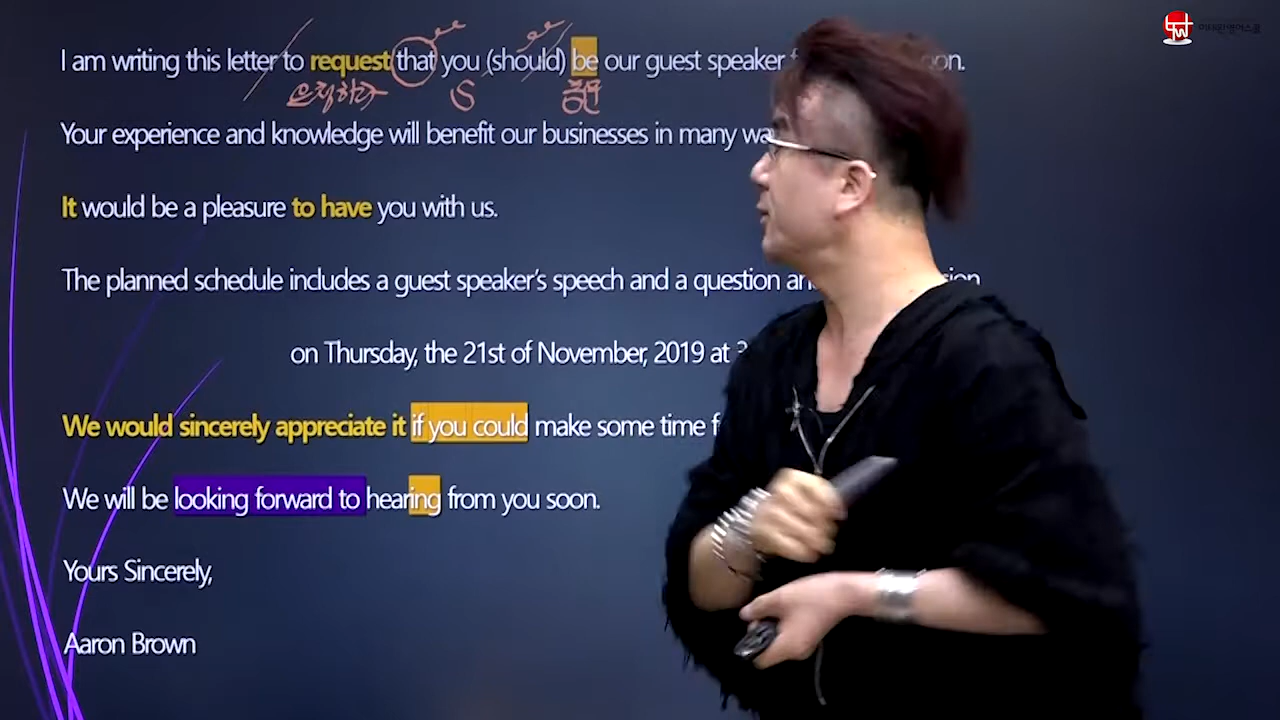 I am writing this letter to request that you (should) be our guest speaker oon.
요청하다 S 동원
Your experience and knowledge will benefit our businesses in many
It would be a pleasure to have you with us.
The planned schedule includes a guest speaker's speech and a question
on Thursday, the 21st of November, 2019 at
We would sincerely appreciate it if you could make some time
We will be looking forward to hearing from you soon.
Yours Sincerely,
Aaron Brown